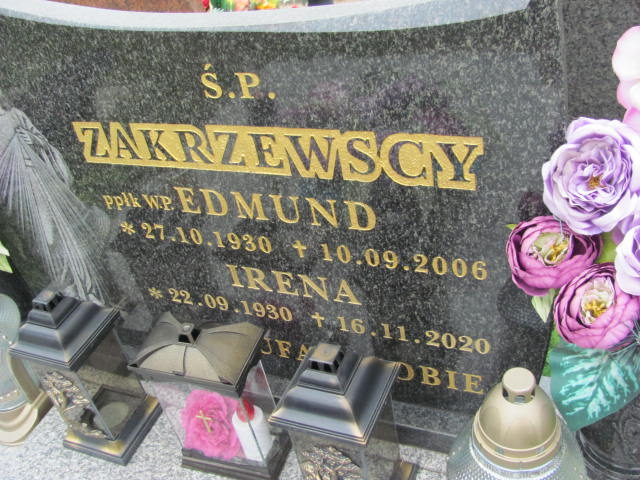 Ś.P.
ZAKRZEWSCY
ppłk W.P. EDMUND
* 27.10.1930 + 10.09.2006
IRENA
* 22.09.1930 + 16.11.2020